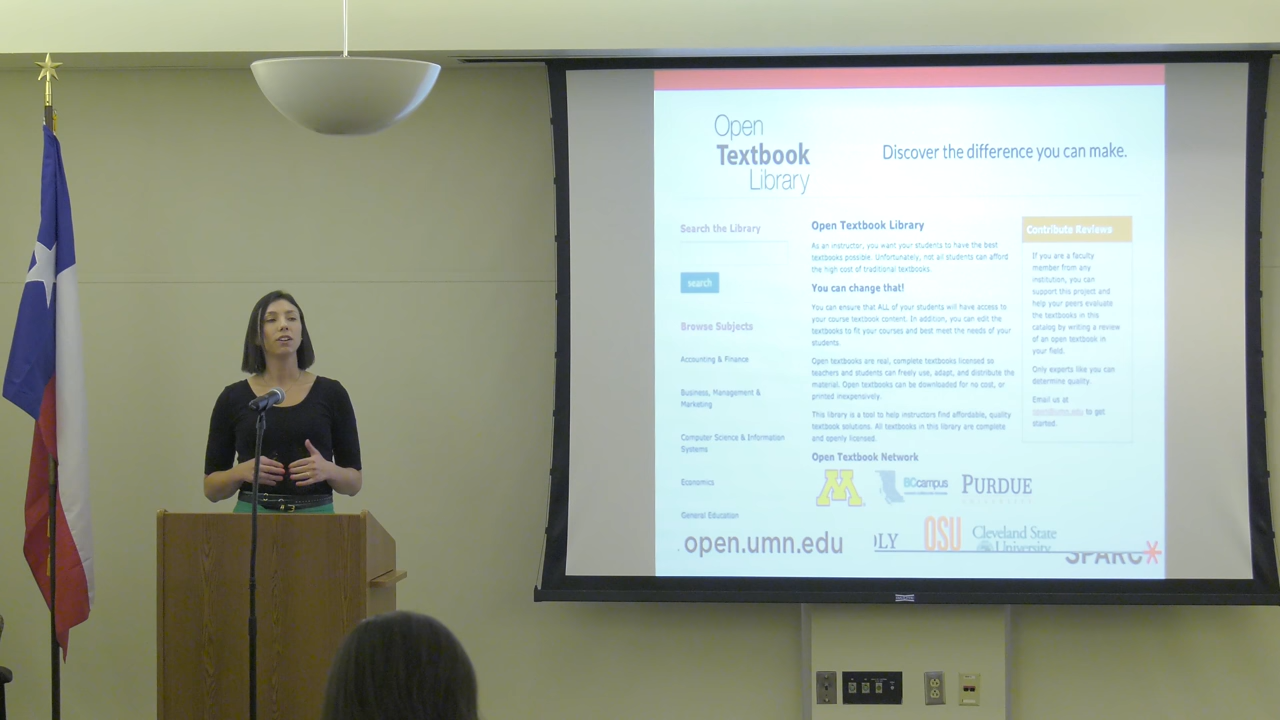 Open
Textbook
Library
Discover the difference you can make.
Search the Library
search
Browse Subjects
Accounting & Finance
Business, Management &
Marketing
Computer Science & Information
Systems
Economics
General Education
Open Textbook Library
As an instructor, you want your students to have the best
textbooks possible. Unfortunately, not all students can afford
the high cost of traditional textbooks.
You can change that!
You can ensure that ALL of your students will have access to
your course textbook content. In addition, you can edit the
textbooks to fit your courses and best meet the needs of your
students.
Open textbooks are real, complete textbooks licensed so
teachers and students can freely use, adapt, and distribute the
material. Open textbooks can be downloaded for no cost, or
printed inexpensively.
This library is a tool to help instructors find affordable, quality
textbook solutions. All textbooks in this library are complete
and openly licensed.
Open Textbook Network
M
BCcampus
PURDUE
OLY
OSU
Cleveland State
University
Contribute Reviews
If you are a faculty
member from any
institution, you can
support this project and
help your peers evaluate
the textbooks in this
catalog by writing a review
of an open textbook in
your field.
Only experts like you can
determine quality.
Email us at
to get
started.
open.umn.edu
SPARC